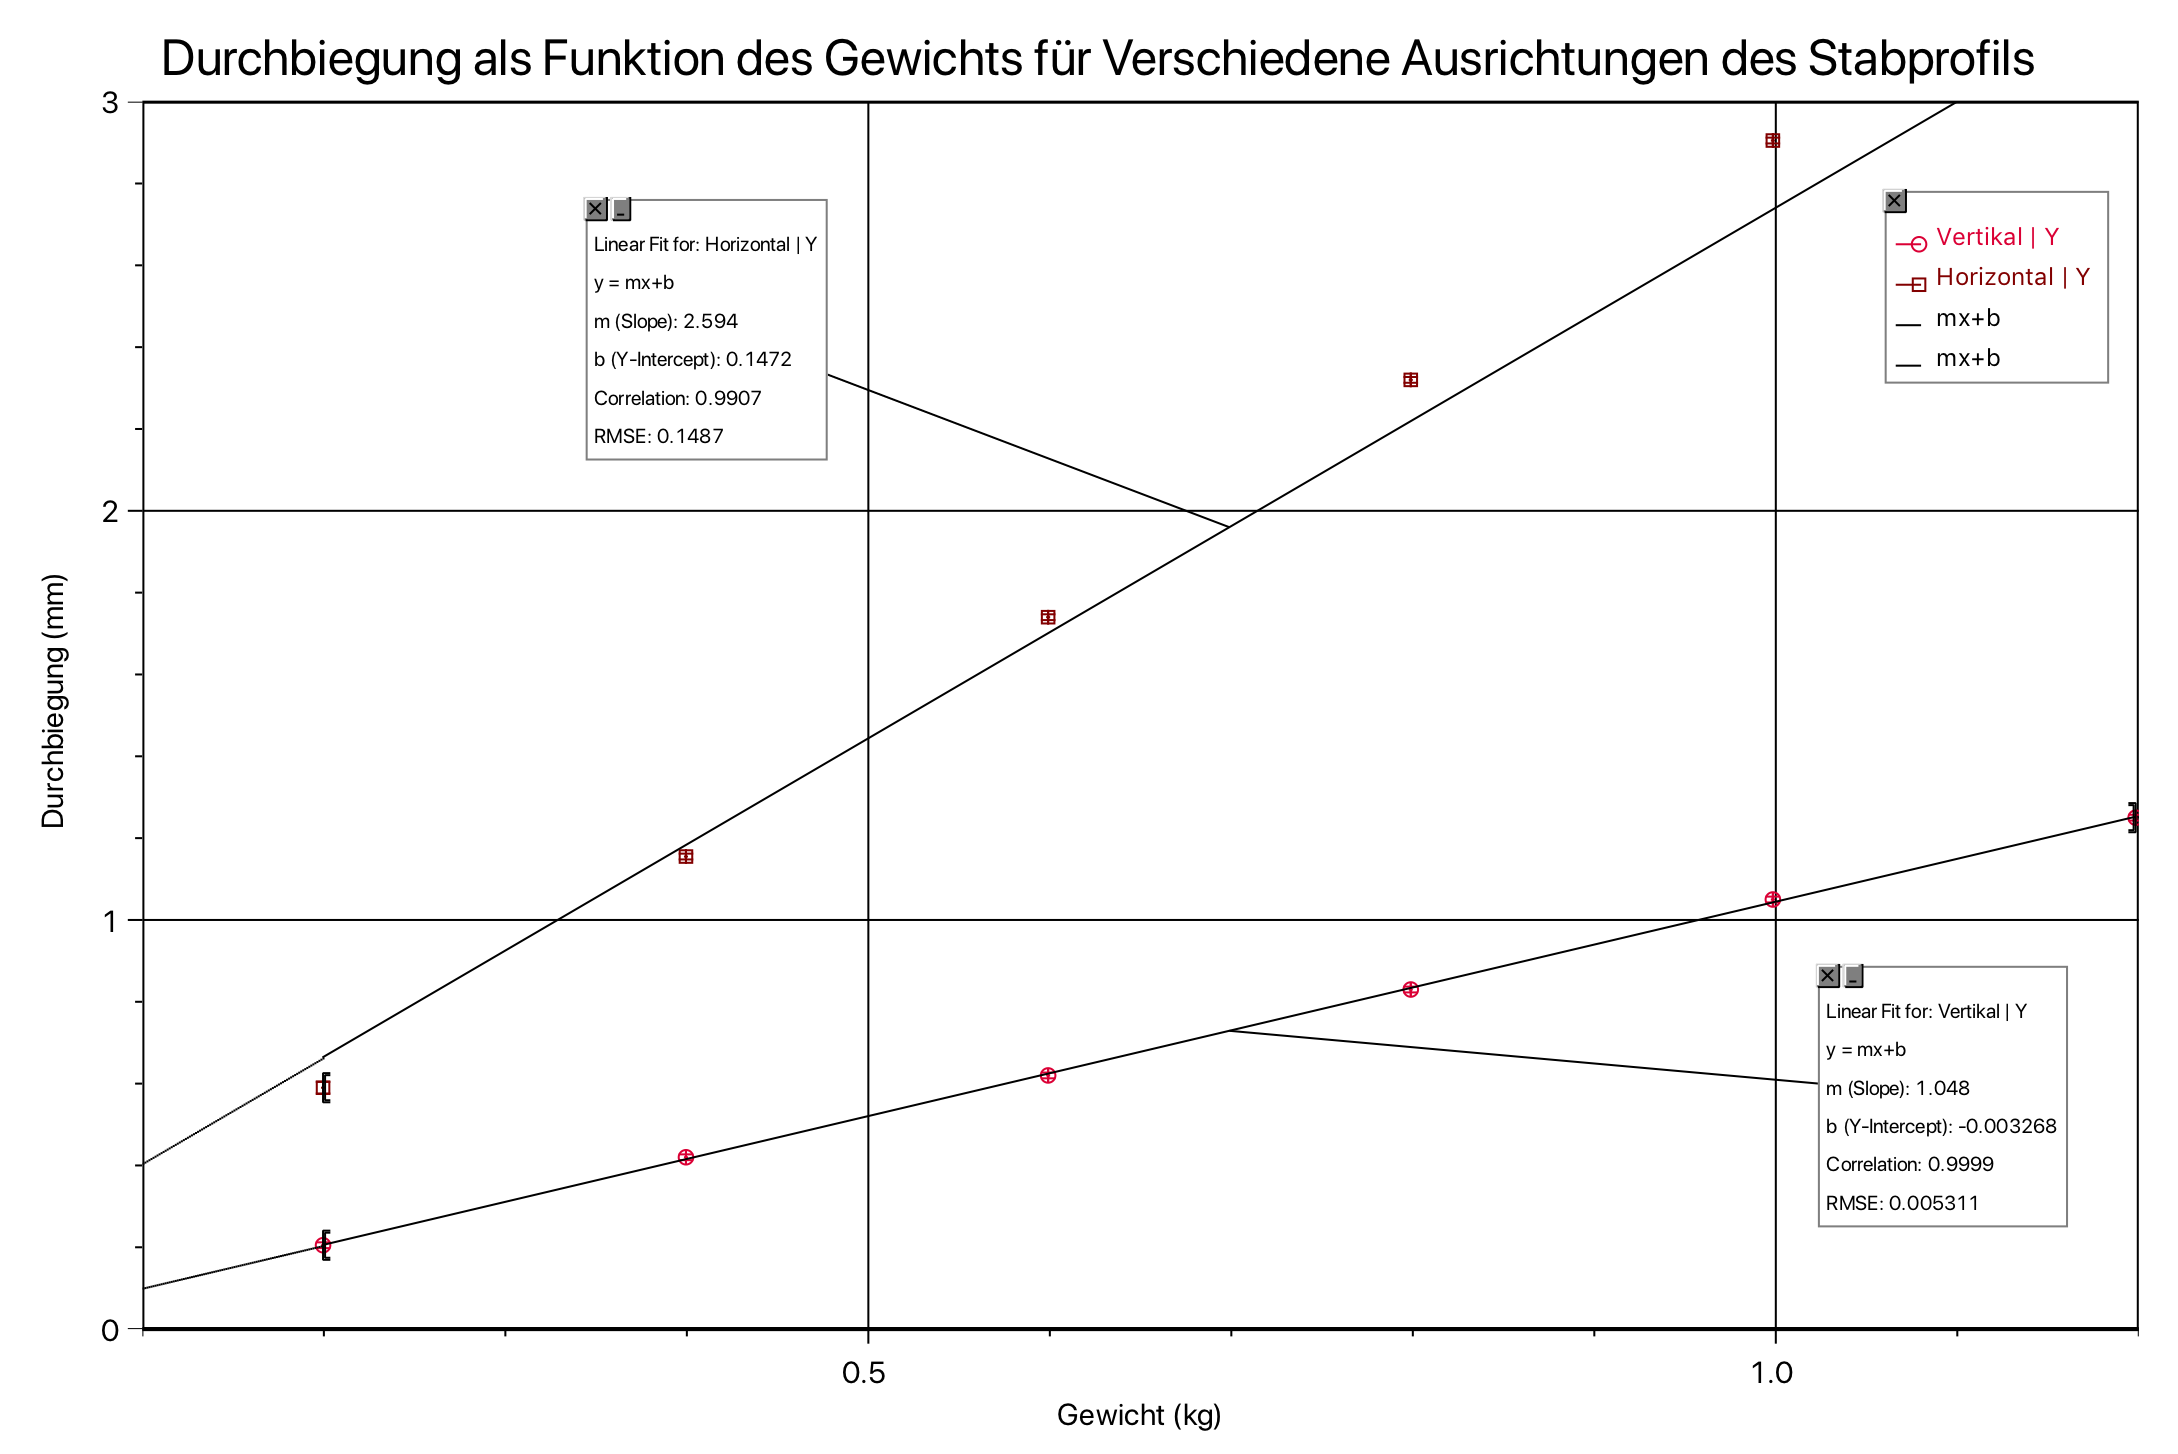 Durchbiegung als Funktion des Gewichts für Verschiedene Ausrichtungen des Stabprofils
3
2
1
0
Durchbiegung (mm)
Linear Fit for: Horizontal | Y
y = mx+b
m (Slope): 2.594
b (Y-Intercept): 0.1472
Correlation: 0.9907
RMSE: 0.1487
Vertikal | Y
Horizontal | Y
mx+b
mx+b
Linear Fit for: Vertikal | Y
y = mx+b
m (Slope): 1.048
b (Y-Intercept): -0.003268
Correlation: 0.9999
RMSE: 0.005311
0.5
1.0
Gewicht (kg)